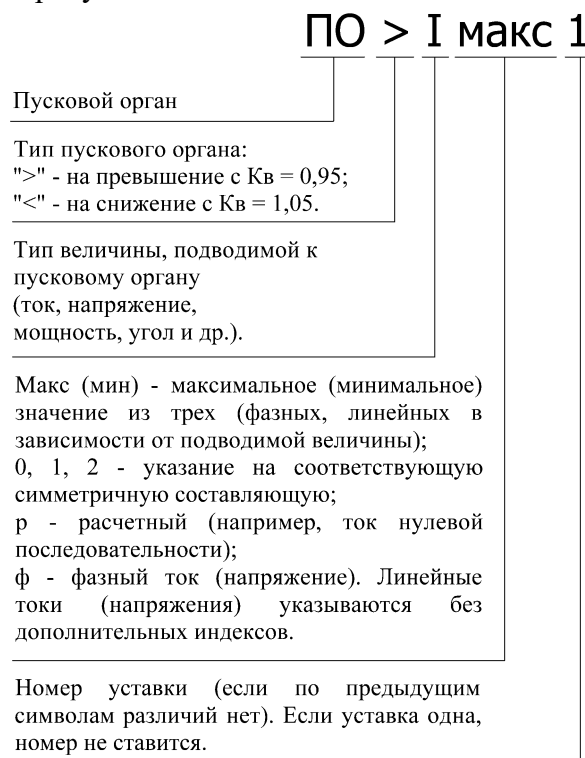 ПО > I макс 1
Пусковой орган
Тип пускового органа:
">" - на превышение с Кв = 0,95;
"<" - на снижение с Кв = 1,05.
Тип величины, подводимой к
пусковому органу
(ток, напряжение,
мощность, угол и др.).
Макс (мин) - максимальное (минимальное)
значение из трех (фазных, линейных в
зависимости от подводимой величины);
0, 1, 2 - указание на соответствующую
симметричную составляющую;
р - расчетный (например, ток нулевой
последовательности);
ф - фазный ток (напряжение). Линейные
токи (напряжения) указываются без
дополнительных индексов.
Номер уставки (если по предыдущим
символам различий нет). Если уставка одна,
номер не ставится.